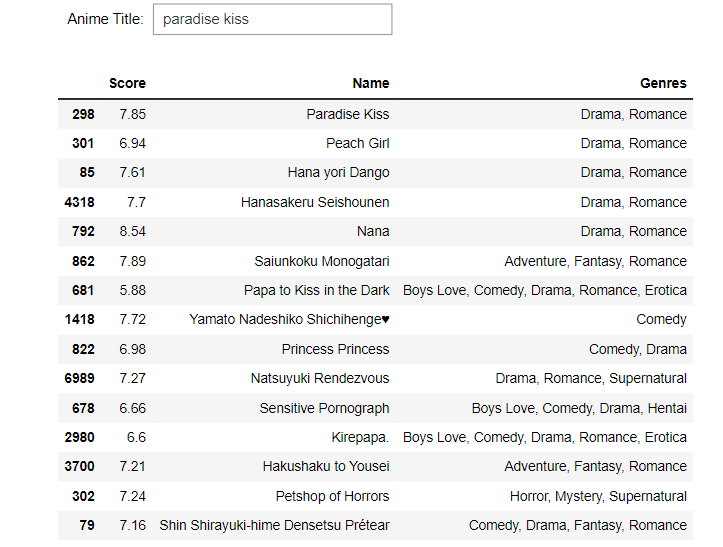 Anime Title: paradise kiss
Score Name Genres
298 7.85 Paradise Kiss Drama, Romance
301 6.94 Peach Girl Drama, Romance
85 7.61 Hana yori Dango Drama, Romance
4318 7.7 Hanasakeru Seishounen Drama, Romance
792 8.54 Nana Drama, Romance
862 7.89 Saiunkoku Monogatari Adventure, Fantasy, Romance
681 5.88 Papa to Kiss in the Dark Boys Love, Comedy, Drama, Romance, Erotica
1418 7.72 Yamato Nadeshiko Shichihenge♥ Comedy
822 6.98 Princess Princess Comedy, Drama
6989 7.27 Natsuyuki Rendezvous Drama, Romance, Supernatural
678 6.66 Sensitive Pornograph Boys Love, Comedy, Drama, Hentai
2980 6.6 Kirepapa. Boys Love, Comedy, Drama, Romance, Erotica
3700 7.21 Hakushaku to Yousei Adventure, Fantasy, Romance
302 7.24 Petshop of Horrors Horror, Mystery, Supernatural
79 7.16 Shin Shirayuki-hime Densetsu Prétear Comedy, Drama, Fantasy, Romance